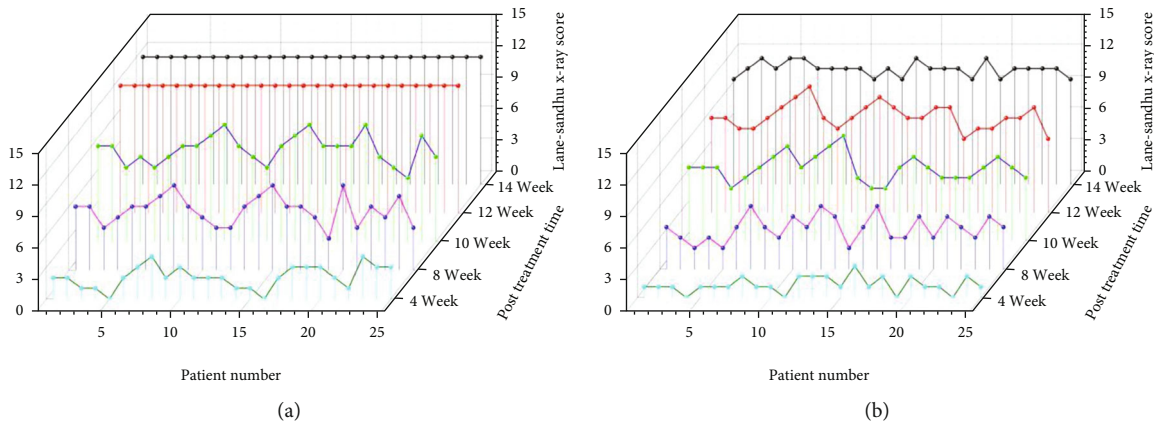 15
12
9
6
3
0
Lane-sandhu x-ray score
15
12
9
6
3
0
14 Week
12 Week
10 Week
8 Week
4 Week
Post treatment time
5 10 15 20 25
Patient number
(a)
15
12
9
6
3
0
Lane-sandhu x-ray score
15
12
9
6
3
0
14 Week
12 Week
10 Week
8 Week
4 Week
Post treatment time
5 10 15 20 25
Patient number
(b)